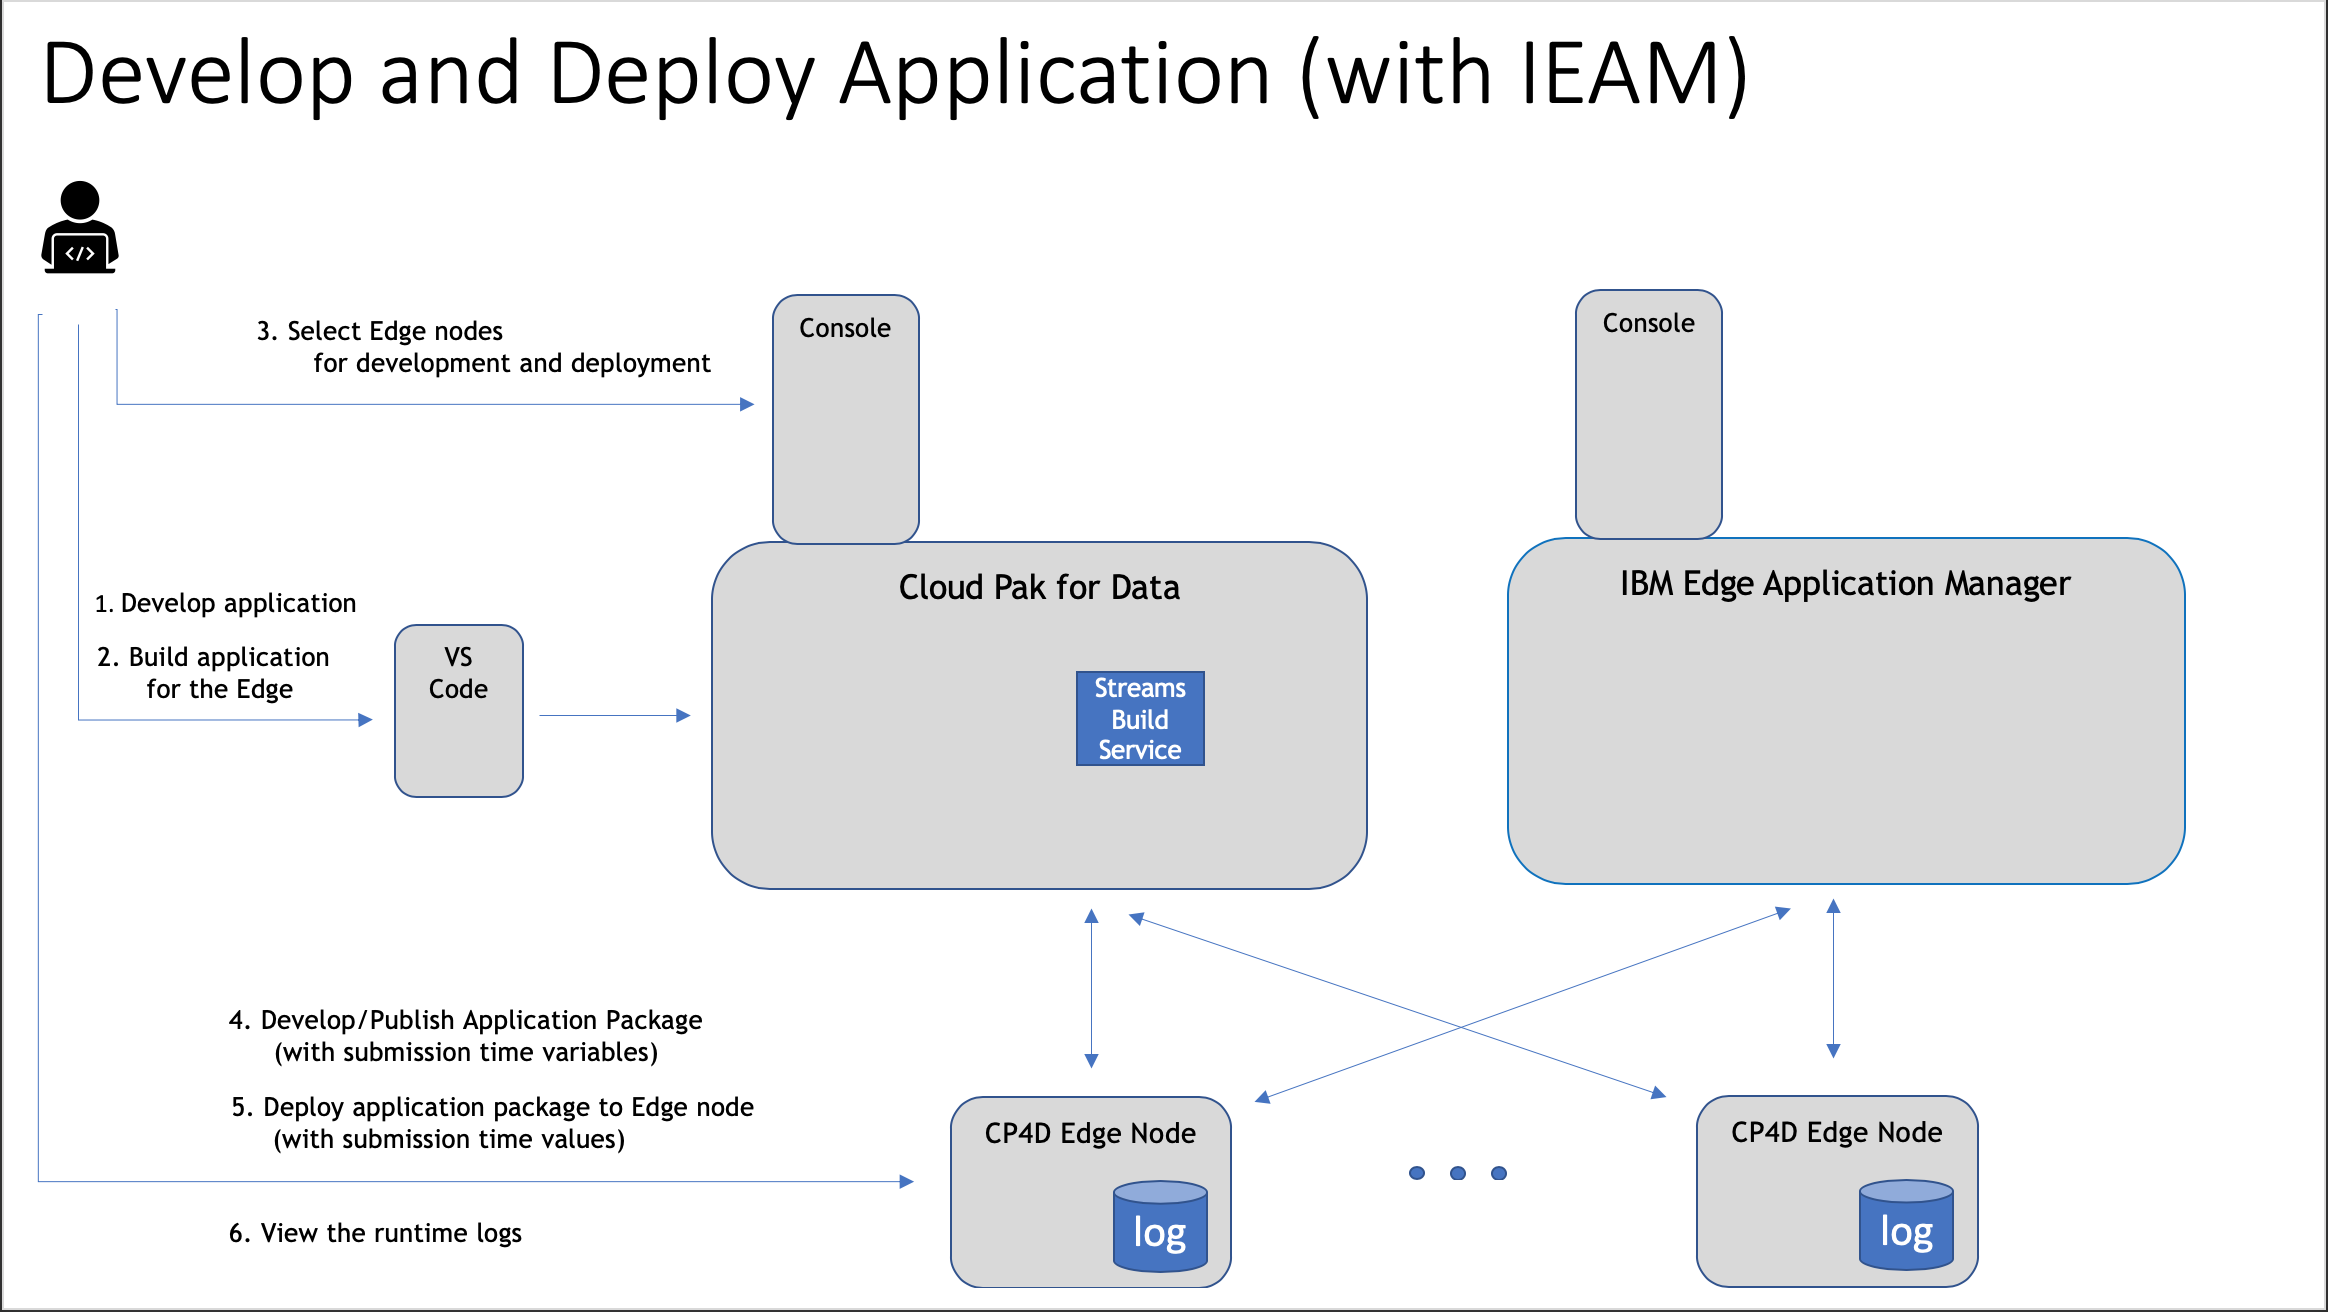 Develop and Deploy Application (with IEAM)
</>
3. Select Edge nodes
for development and deployment
Console
Console
1. Develop application
2. Build application
for the Edge
VS
Code
Cloud Pak for Data
Streams
Build
Service
IBM Edge Application Manager
4. Develop/Publish Application Package
(with submission time variables)
5. Deploy application package to Edge node
(with submission time values)
6. View the runtime logs
CP4D Edge Node
log
CP4D Edge Node
log